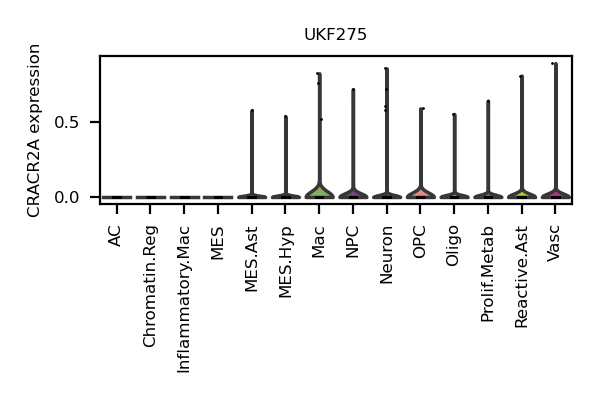 UKF275
CRACR2A expression
0.5
0.0
AC
Chromatin.Reg
Inflammatory.Mac
MES
MES.Ast
MES.Hyp
Mac
NPC
Neuron
OPC
Oligo
Prolif.Metab
Reactive.Ast
Vasc